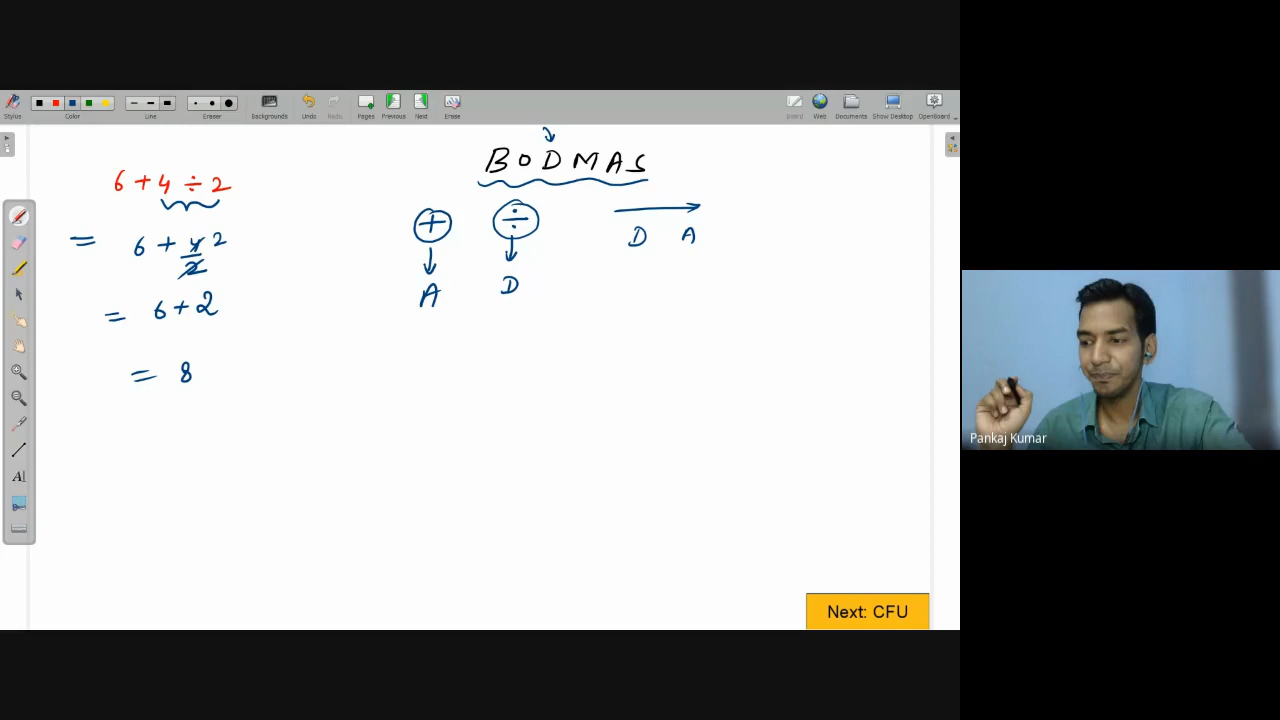 Stylus Color Line Eraser Backgrounds Undo Redo Pages Previous Next Erase Board Web Documents Show Desktop OpenBoard
BODMAS
6 + 4 ÷ 2
+ ÷
D A
= 6 + 4/2 2
A D
= 6 + 2
= 8
Pankaj Kumar
Next: CFU